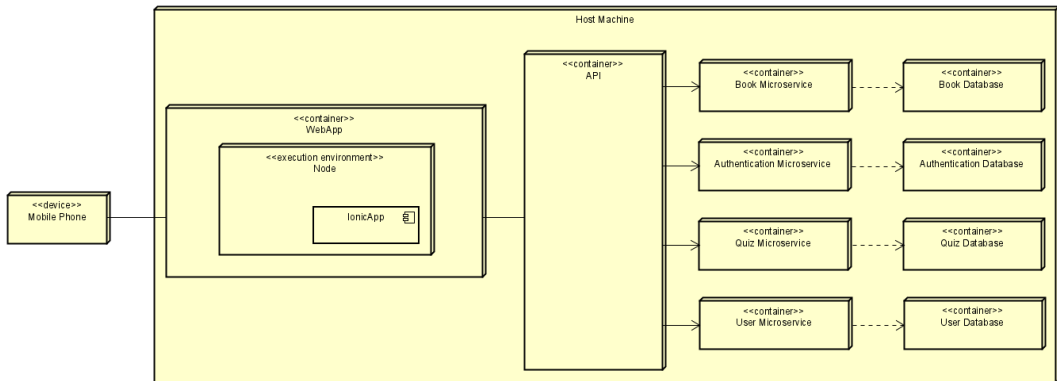 Host Machine
<<container>>
API
<<container>>
Book Microservice
<<container>>
Book Database
<<container>>
WebApp
<<execution environment>>
Node
<<container>>
Authentication Microservice
<<container>>
Authentication Database
<<device>>
Mobile Phone
IonicApp
<<container>>
Quiz Microservice
<<container>>
Quiz Database
<<container>>
User Microservice
<<container>>
User Database